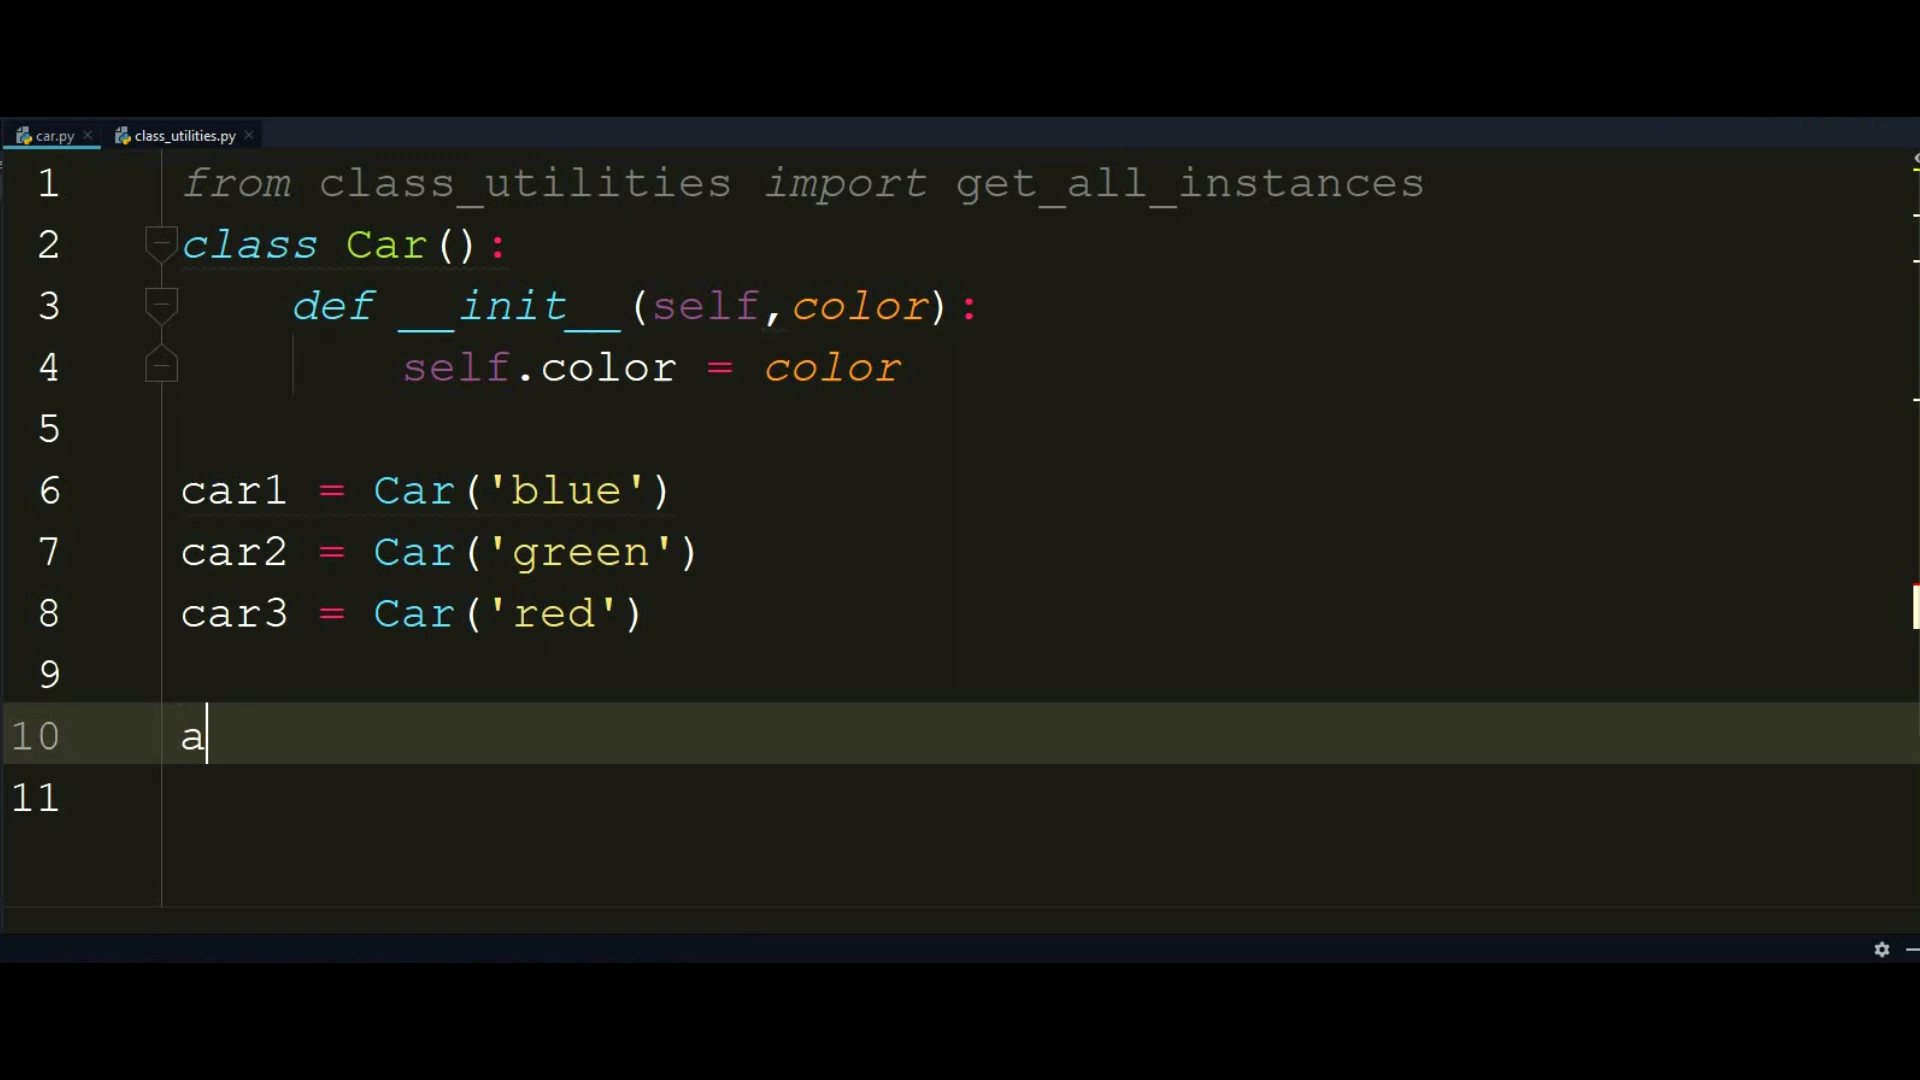 car.py class_utilities.py
1 from class_utilities import get_all_instances
2 class Car():
3 def __init__(self,color):
4 self.color = color
5
6 car1 = Car('blue')
7 car2 = Car('green')
8 car3 = Car('red')
9
10 a
11